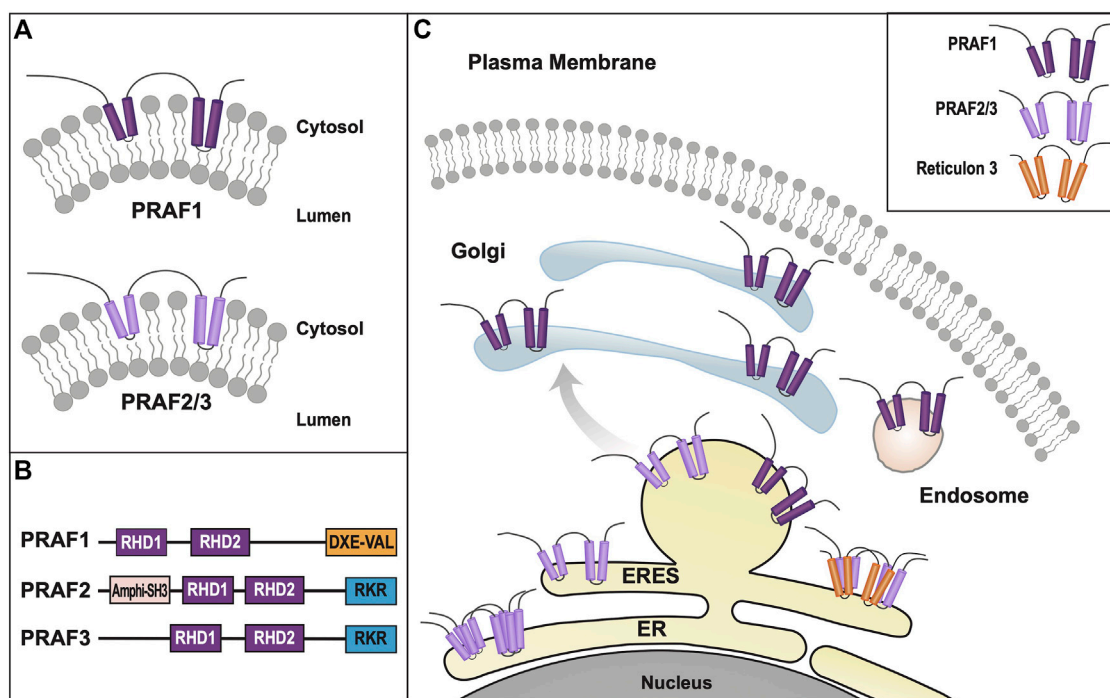 A
Cytosol
PRAF1
Lumen
Cytosol
PRAF2/3
Lumen
B
PRAF1 RHD1 RHD2 DXE-VAL
PRAF2 Amphi-SH3 RHD1 RHD2 RKR
PRAF3 RHD1 RHD2 RKR
C
Plasma Membrane
PRAF1
PRAF2/3
Reticulon 3
Golgi
Endosome
ERES
ER
Nucleus